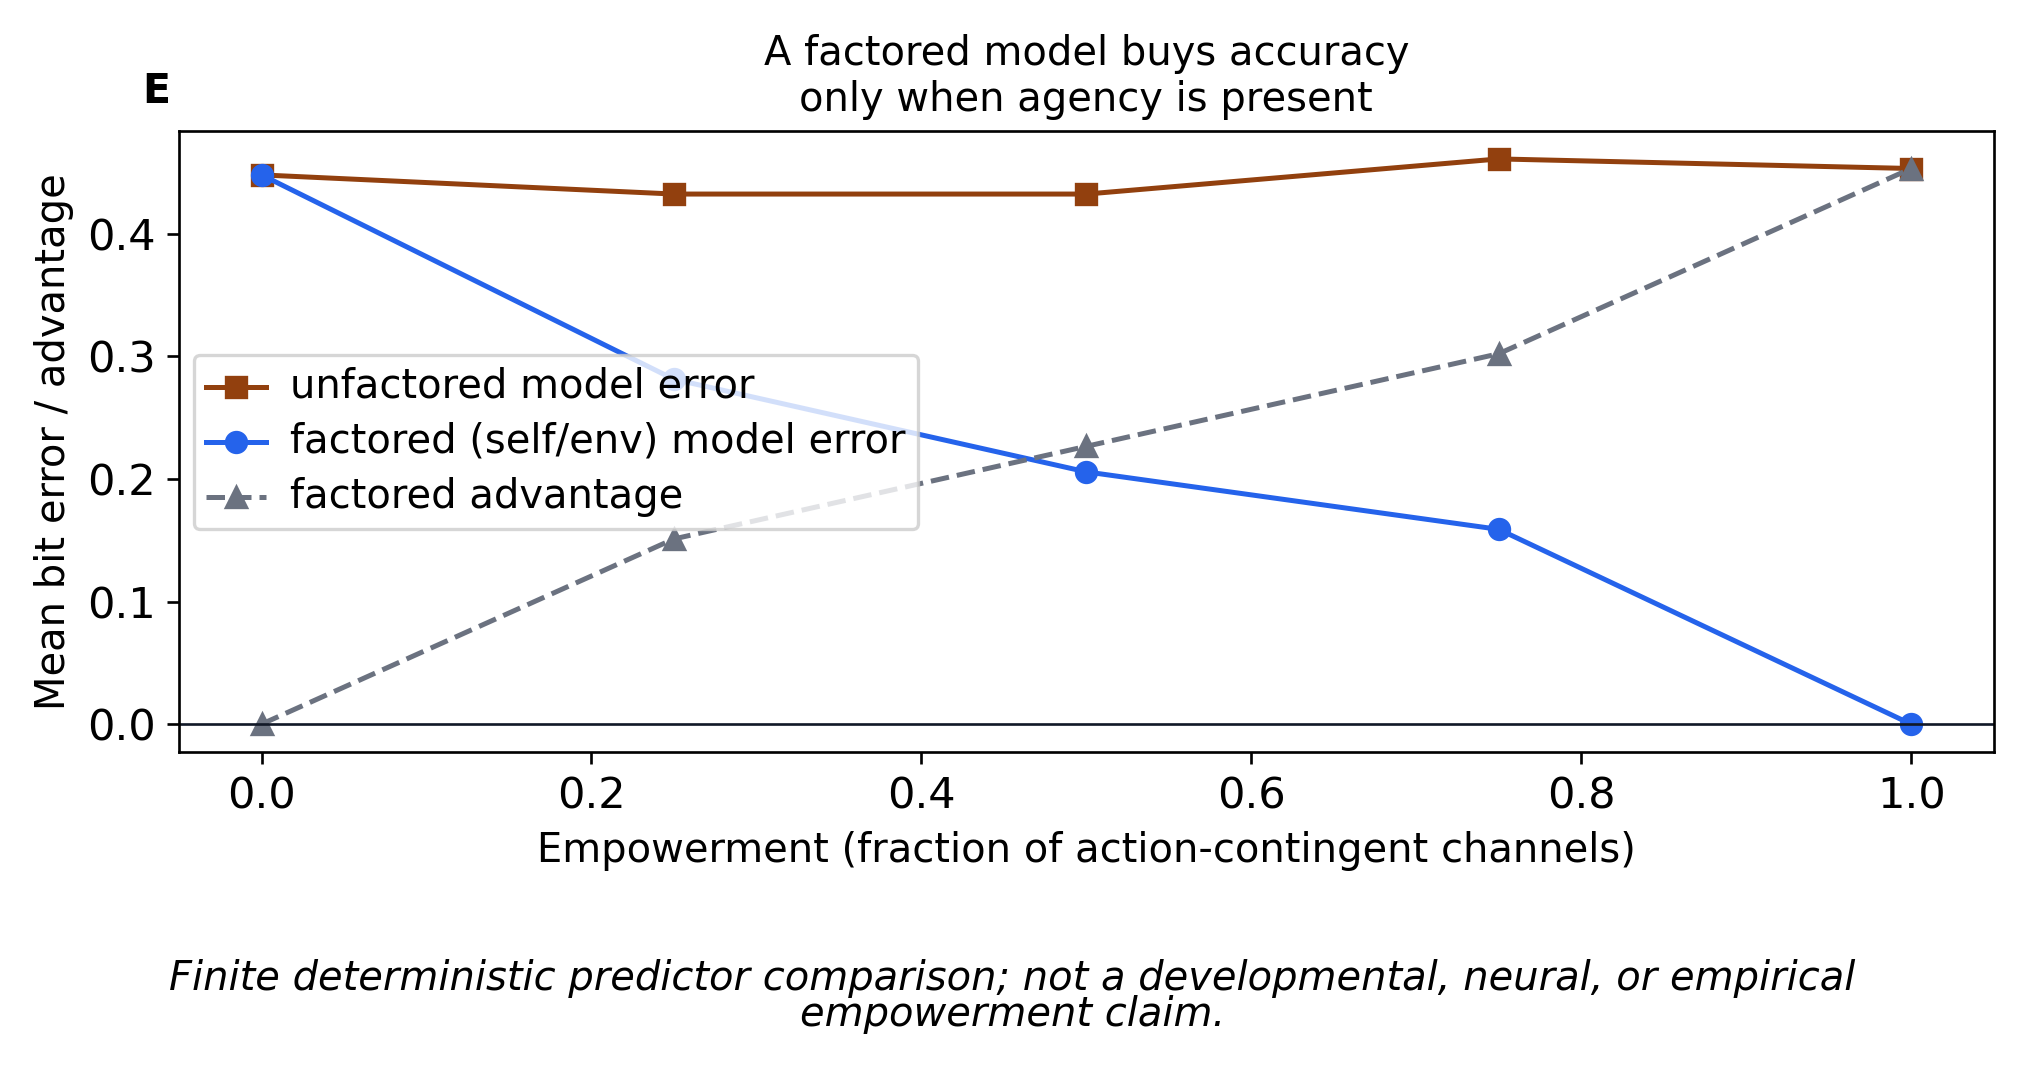 E
A factored model buys accuracy
only when agency is present
Mean bit error / advantage
0.4
0.3
0.2
0.1
0.0
unfactored model error
factored (self/env) model error
factored advantage
0.0 0.2 0.4 0.6 0.8 1.0
Empowerment (fraction of action-contingent channels)
Finite deterministic predictor comparison; not a developmental, neural, or empirical
empowerment claim.